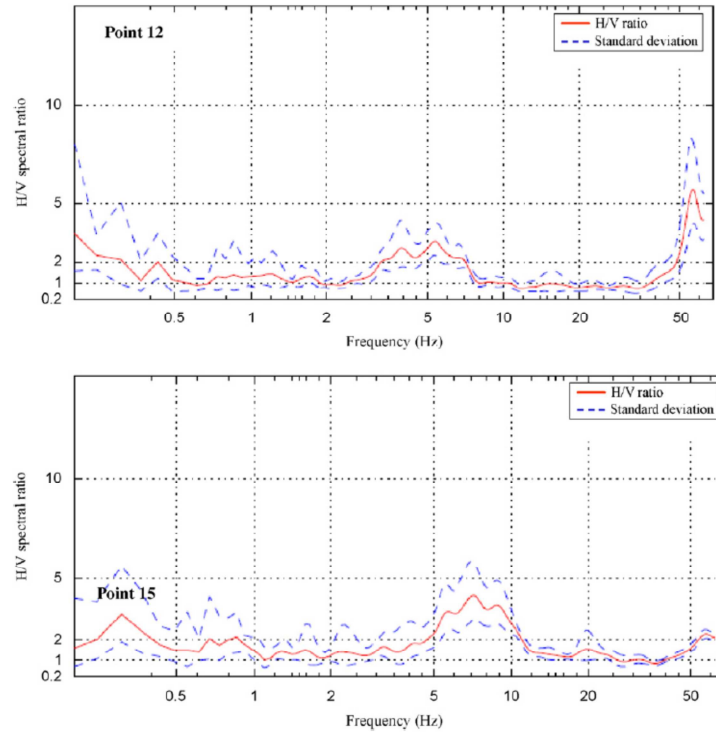 Point 12
H/V ratio
Standard deviation
H/V spectral ratio
10
5
2
1
0.2
0.5 1 2 5 10 20 50
Frequency (Hz)
H/V ratio
Standard deviation
H/V spectral ratio
10
5
Point 15
2
1
0.2
0.5 1 2 5 10 20 50
Frequency (Hz)